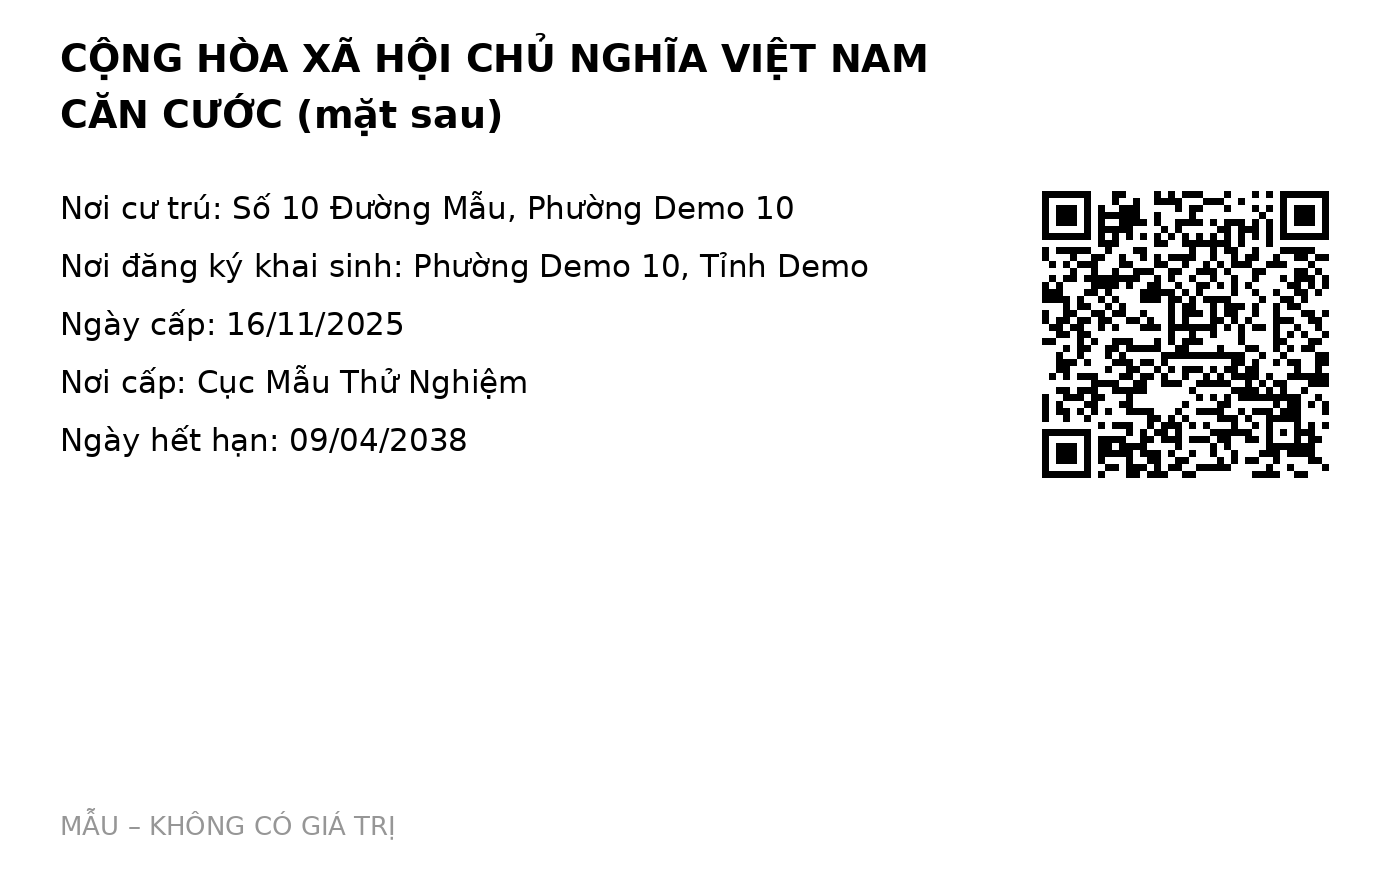 CỘNG HÒA XÃ HỘI CHỦ NGHĨA VIỆT NAM
CĂN CƯỚC (mặt sau)
Nơi cư trú: Số 10 Đường Mẫu, Phường Demo 10
Nơi đăng ký khai sinh: Phường Demo 10, Tỉnh Demo
Ngày cấp: 16/11/2025
Nơi cấp: Cục Mẫu Thử Nghiệm
Ngày hết hạn: 09/04/2038
MẪU – KHÔNG CÓ GIÁ TRỊ